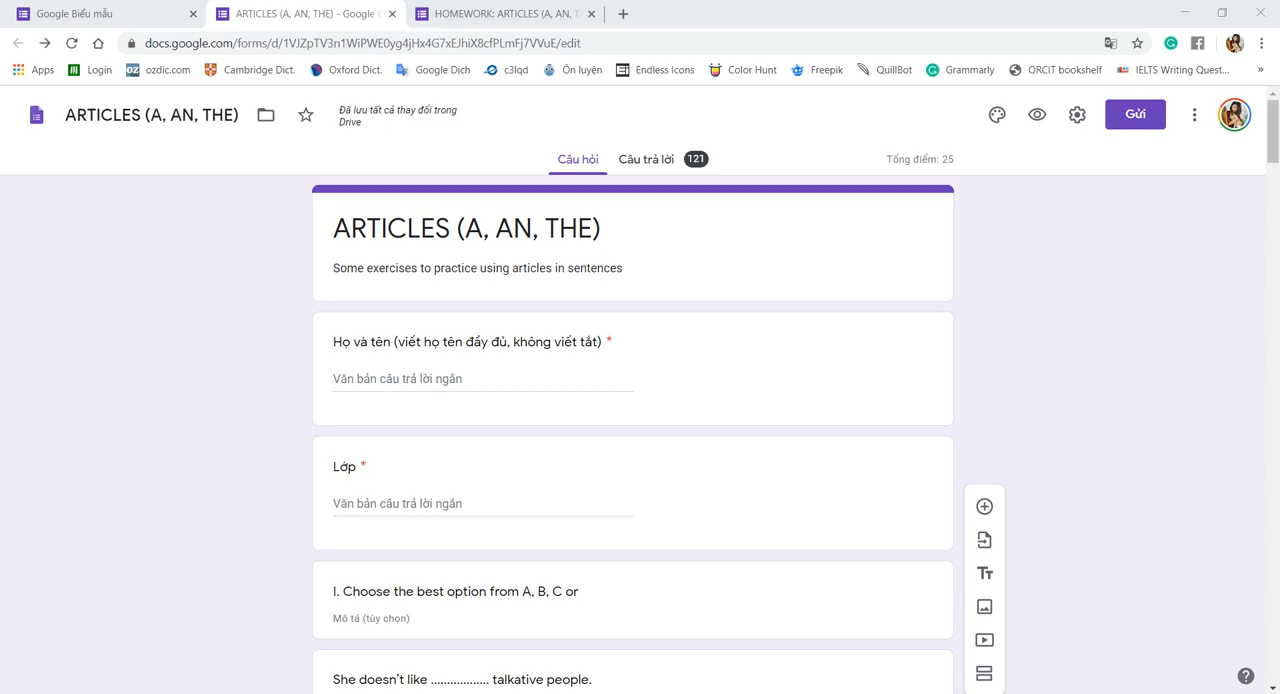 Google Biểu mẫu
ARTICLES (A, AN, THE) - Google
HOMEWORK: ARTICLES (A, AN, T
docs.google.com/forms/d/1VJZpTV3n1WiPWE0yg4jHx4G7xEJhiX8cfPLmFj7VVuE/edit
Apps Login ozdic.com Cambridge Dict. Oxford Dict. Google Dịch c3lqd Ôn luyện Endless Icons Color Hunt Freepik QuillBot Grammarly ORCIT bookshelf IELTS Writing Quest... »
ARTICLES (A, AN, THE)
Đã lưu tất cả thay đổi trong
Drive
Gửi
Câu hỏi Câu trả lời 121
Tổng điểm: 25
ARTICLES (A, AN, THE)
Some exercises to practice using articles in sentences
Họ và tên (viết họ tên đầy đủ, không viết tắt) *
Văn bản câu trả lời ngắn
Lớp *
Văn bản câu trả lời ngắn
I. Choose the best option from A, B, C or
Mô tả (tùy chọn)
She doesn't like .................. talkative people.